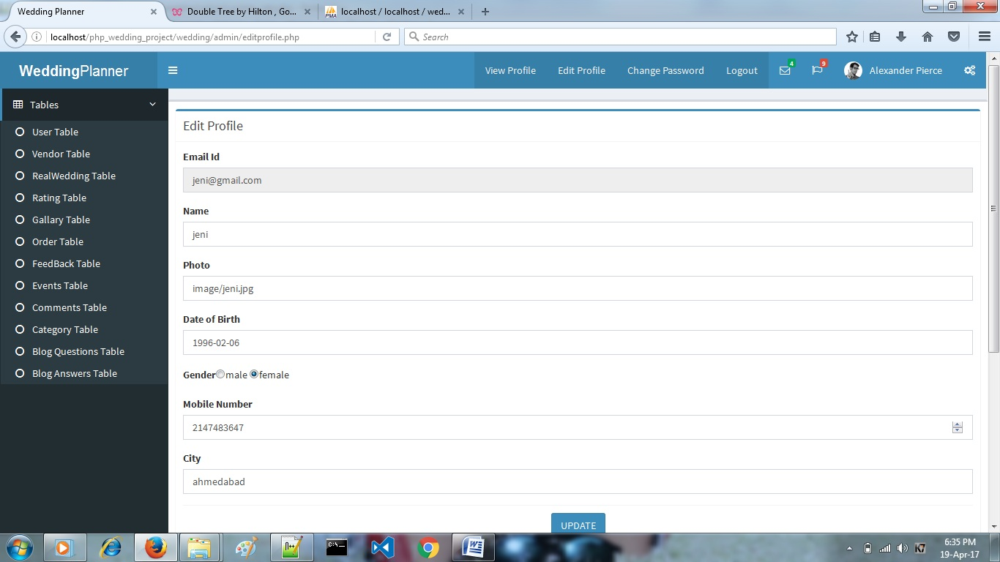 Wedding Planner
Double Tree by Hilton , Go...
PMA
localhost / localhost / wed...
localhost/php_wedding_project/wedding/admin/editprofile.php
Search
WeddingPlanner
View Profile
Edit Profile
Change Password
Logout
4
9
Alexander Pierce
Tables
User Table
Vendor Table
RealWedding Table
Rating Table
Gallary Table
Order Table
FeedBack Table
Events Table
Comments Table
Category Table
Blog Questions Table
Blog Answers Table
Edit Profile
Email Id
jeni@gmail.com
Name
jeni
Photo
image/jeni.jpg
Date of Birth
1996-02-06
Gender male female
Mobile Number
2147483647
City
ahmedabad
UPDATE
C:\_
W
K7
6:35 PM
19-Apr-17